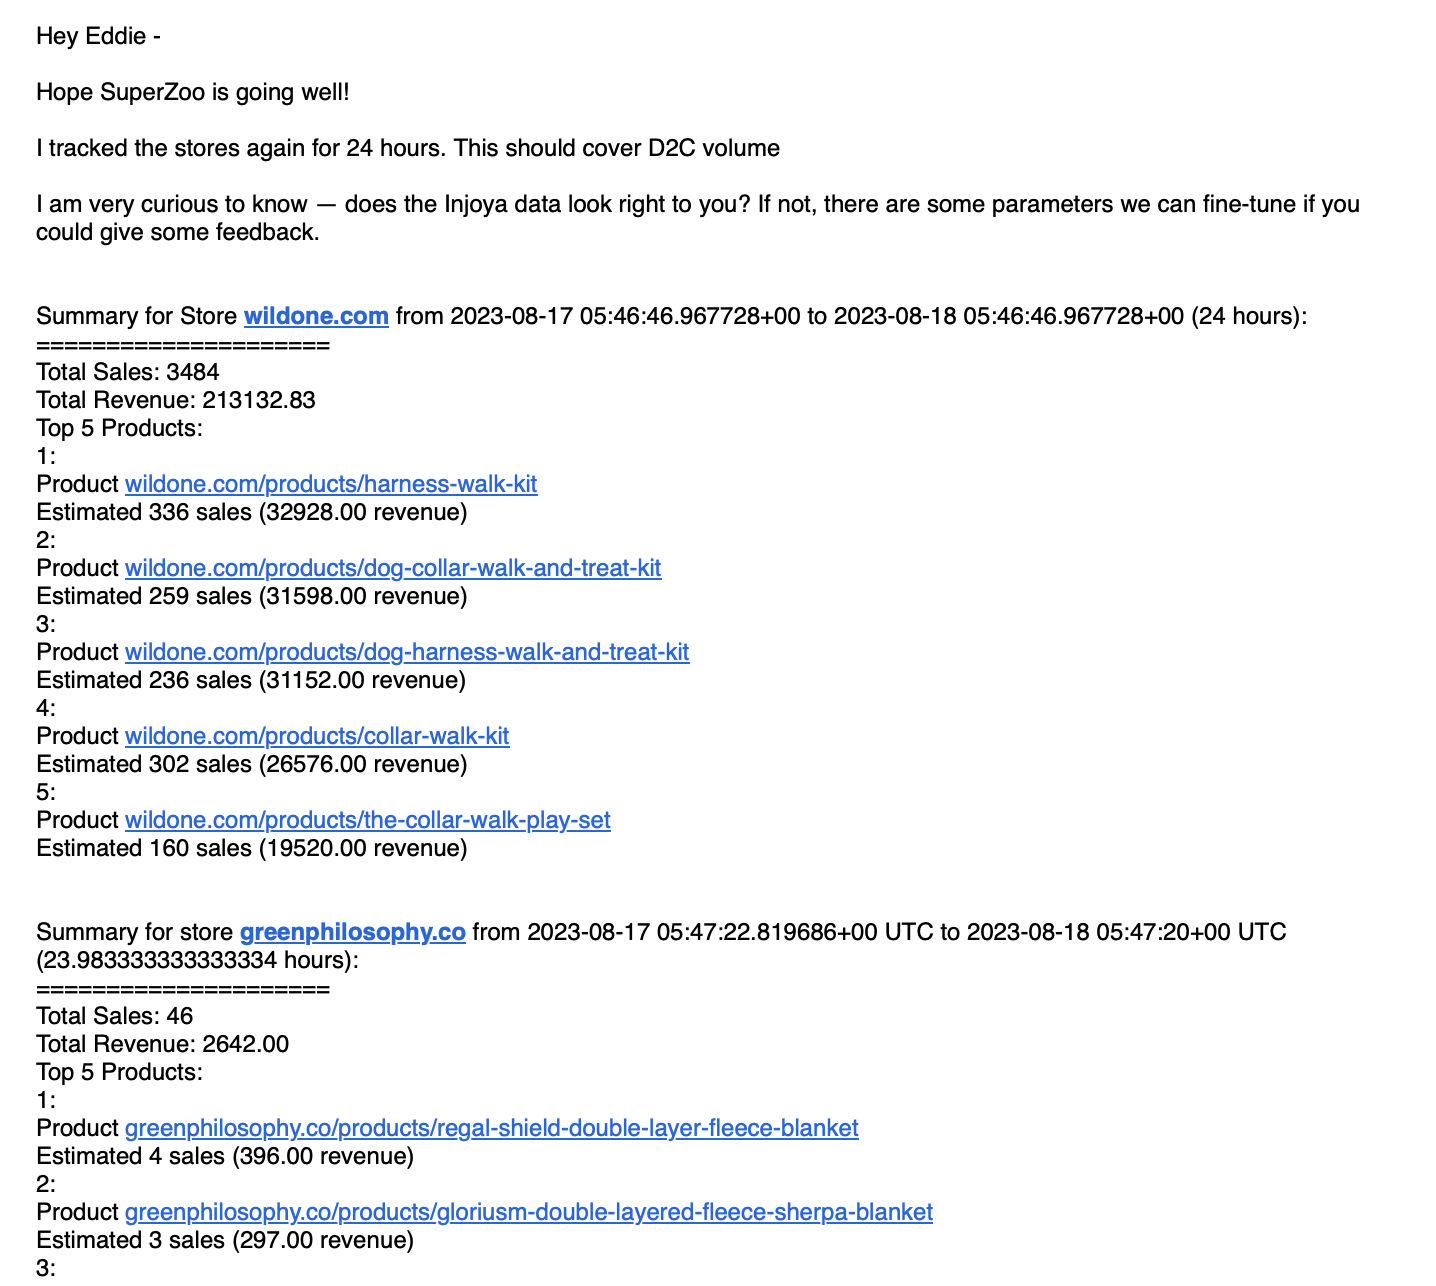 Hey Eddie -
Hope SuperZoo is going well!
I tracked the stores again for 24 hours. This should cover D2C volume
I am very curious to know — does the Injoya data look right to you? If not, there are some parameters we can fine-tune if you
could give some feedback.
Summary for Store wildone.com from 2023-08-17 05:46:46.967728+00 to 2023-08-18 05:46:46.967728+00 (24 hours):
=====================
Total Sales: 3484
Total Revenue: 213132.83
Top 5 Products:
1:
Product wildone.com/products/harness-walk-kit
Estimated 336 sales (32928.00 revenue)
2:
Product wildone.com/products/dog-collar-walk-and-treat-kit
Estimated 259 sales (31598.00 revenue)
3:
Product wildone.com/products/dog-harness-walk-and-treat-kit
Estimated 236 sales (31152.00 revenue)
4:
Product wildone.com/products/collar-walk-kit
Estimated 302 sales (26576.00 revenue)
5:
Product wildone.com/products/the-collar-walk-play-set
Estimated 160 sales (19520.00 revenue)
Summary for store greenphilosophy.co from 2023-08-17 05:47:22.819686+00 UTC to 2023-08-18 05:47:20+00 UTC
(23.983333333333334 hours):
=====================
Total Sales: 46
Total Revenue: 2642.00
Top 5 Products:
1:
Product greenphilosophy.co/products/regal-shield-double-layer-fleece-blanket
Estimated 4 sales (396.00 revenue)
2:
Product greenphilosophy.co/products/gloriusm-double-layered-fleece-sherpa-blanket
Estimated 3 sales (297.00 revenue)
3: